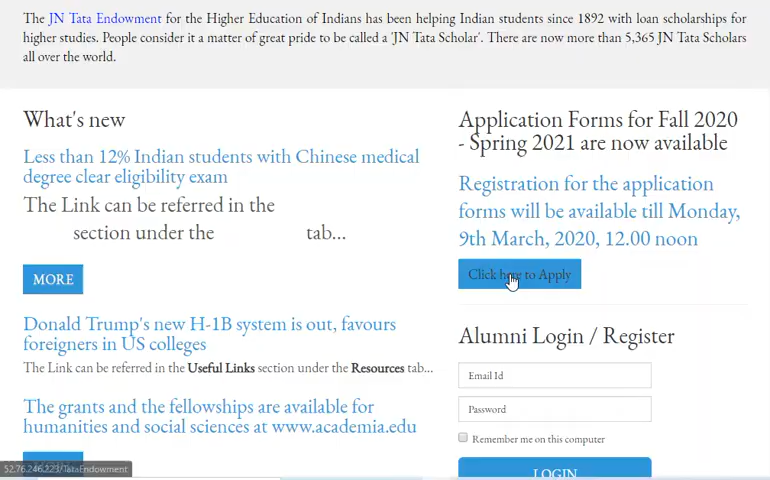 The JN Tata Endowment for the Higher Education of Indians has been helping Indian students since 1892 with loan scholarships for
higher studies. People consider it a matter of great pride to be called a 'JN Tata Scholar'. There are now more than 5,365 JN Tata Scholars
all over the world.
What's new
Less than 12% Indian students with Chinese medical
degree clear eligibility exam
The Link can be referred in the
section under the tab...
MORE
Donald Trump's new H-1B system is out, favours
foreigners in US colleges
The Link can be referred in the Useful Links section under the Resources tab...
The grants and the fellowships are available for
humanities and social sciences at www.academia.edu
52.76.246.223/TataEndowment
Application Forms for Fall 2020
- Spring 2021 are now available
Registration for the application
forms will be available till Monday,
9th March, 2020, 12.00 noon
Click here to Apply
Alumni Login / Register
Email Id
Password
Remember me on this computer
LOGIN